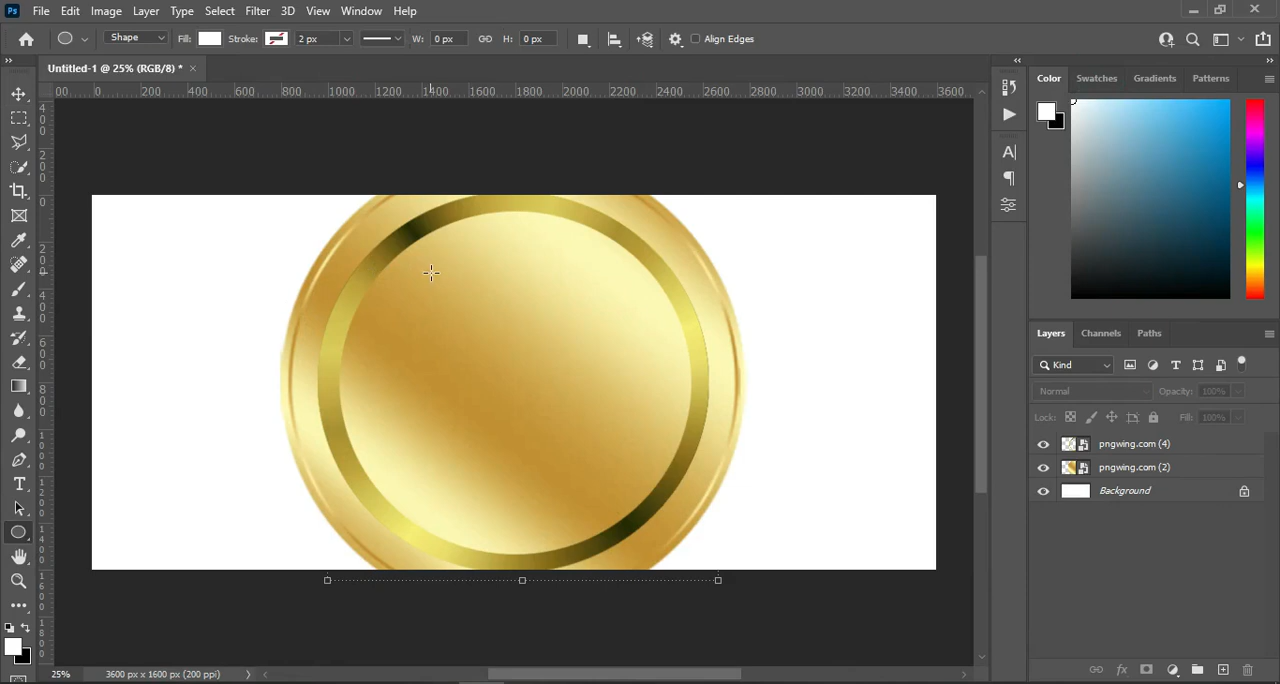 Ps File Edit Image Layer Type Select Filter 3D View Window Help
Shape Fill: Stroke: 2 px W: 0 px H: 0 px Align Edges
Untitled-1 @ 25% (RGB/8) * ×
00 0 200 400 600 800 1000 1200 1400 1600 1800 2000 2200 2400 2600 2800 3000 3200 3400 3600
Color Swatches Gradients Patterns
Layers Channels Paths
Kind
Normal Opacity: 100%
Lock: Fill: 100%
pngwing.com (4)
pngwing.com (2)
Background
25% 3600 px x 1600 px (200 ppi)